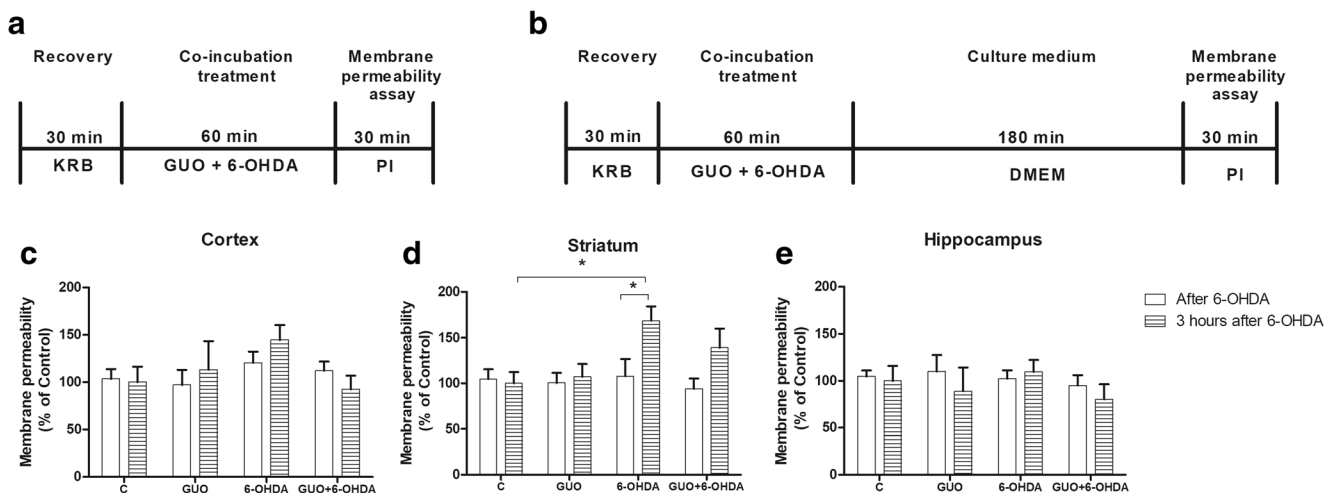 a
Recovery
Co-incubation
treatment
Membrane
permeability
assay
30 min
60 min
30 min
KRB
GUO + 6-OHDA
PI
b
Recovery
Co-incubation
treatment
Culture medium
Membrane
permeability
assay
30 min
60 min
180 min
30 min
KRB
GUO + 6-OHDA
DMEM
PI
c
Cortex
Membrane permeability
(% of Control)
200
150
100
50
0
C
GUO
6-OHDA
GUO+6-OHDA
d
Striatum
*
*
Membrane permeability
(% of Control)
200
150
100
50
0
C
GUO
6-OHDA
GUO+6-OHDA
e
Hippocampus
Membrane permeability
(% of Control)
200
150
100
50
0
C
GUO
6-OHDA
GUO+6-OHDA
After 6-OHDA
3 hours after 6-OHDA